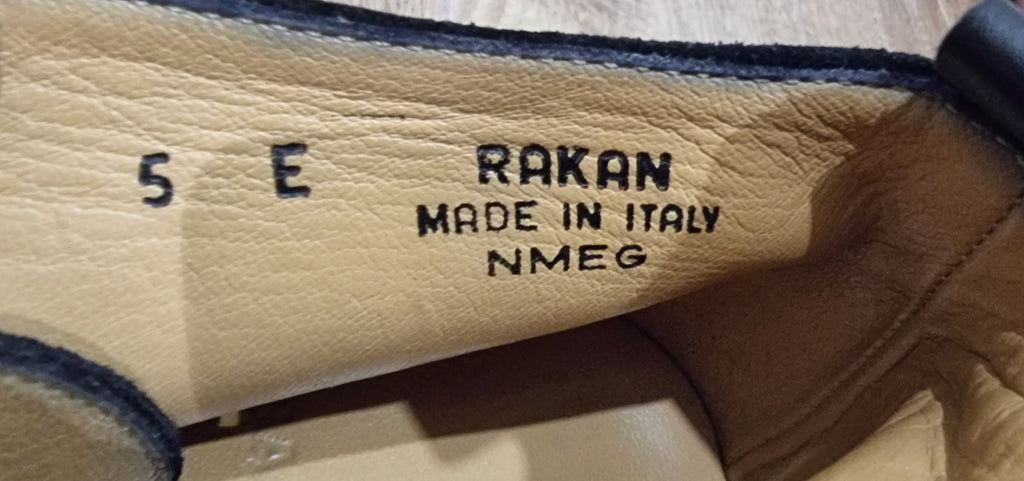 5 E RAKAN
MADE IN ITALY
NMEG